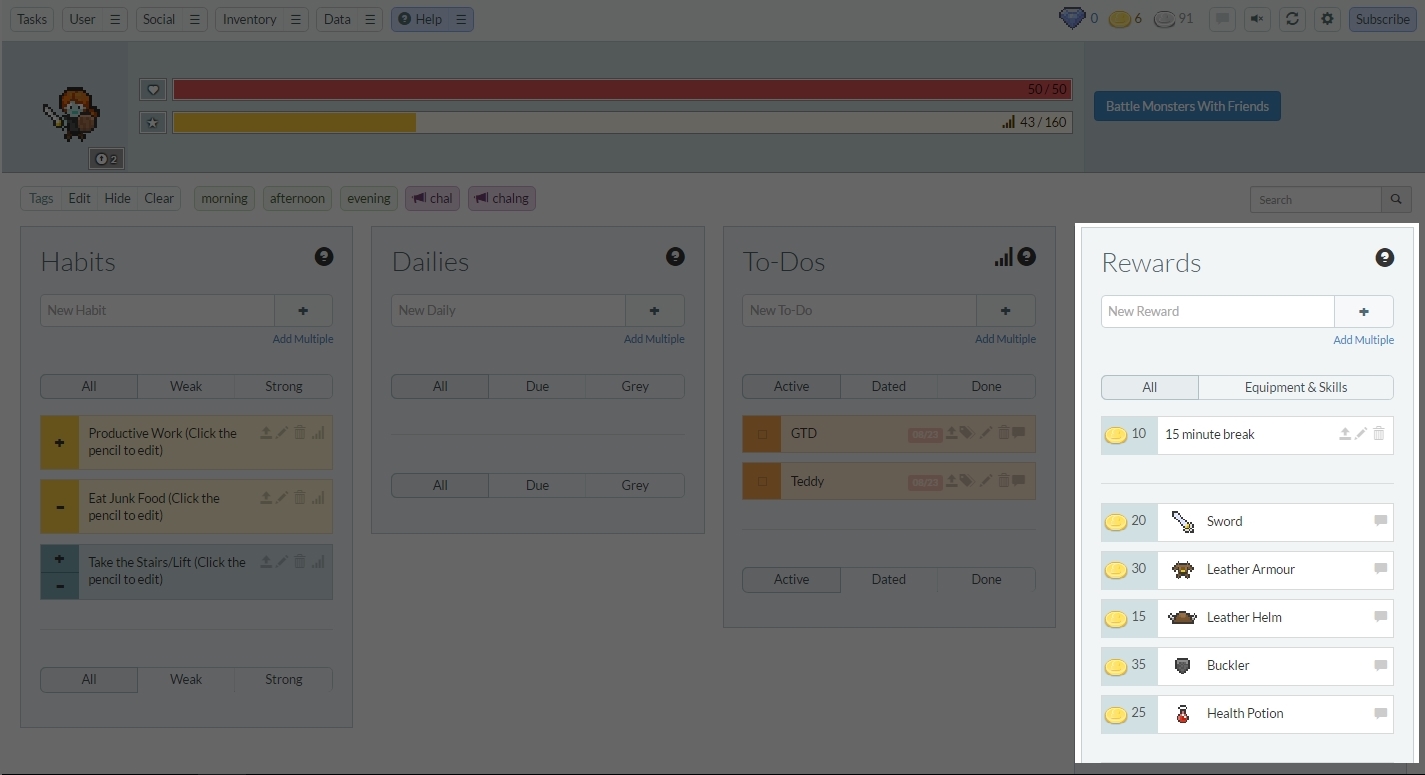 Tasks User Social Inventory Data Help 0 6 91 Subscribe
50 / 50
43 / 160
Battle Monsters With Friends
2
Tags Edit Hide Clear morning afternoon evening chal chalng Search
Habits
New Habit
Add Multiple
All Weak Strong
Productive Work (Click the
pencil to edit)
Eat Junk Food (Click the
pencil to edit)
Take the Stairs/Lift (Click the
pencil to edit)
All Weak Strong
Dailies
New Daily
Add Multiple
All Due Grey
All Due Grey
To-Dos
New To-Do
Add Multiple
Active Dated Done
GTD 08/23
Teddy 08/23
Active Dated Done
Rewards
New Reward
Add Multiple
All Equipment & Skills
10 15 minute break
20 Sword
30 Leather Armour
15 Leather Helm
35 Buckler
25 Health Potion